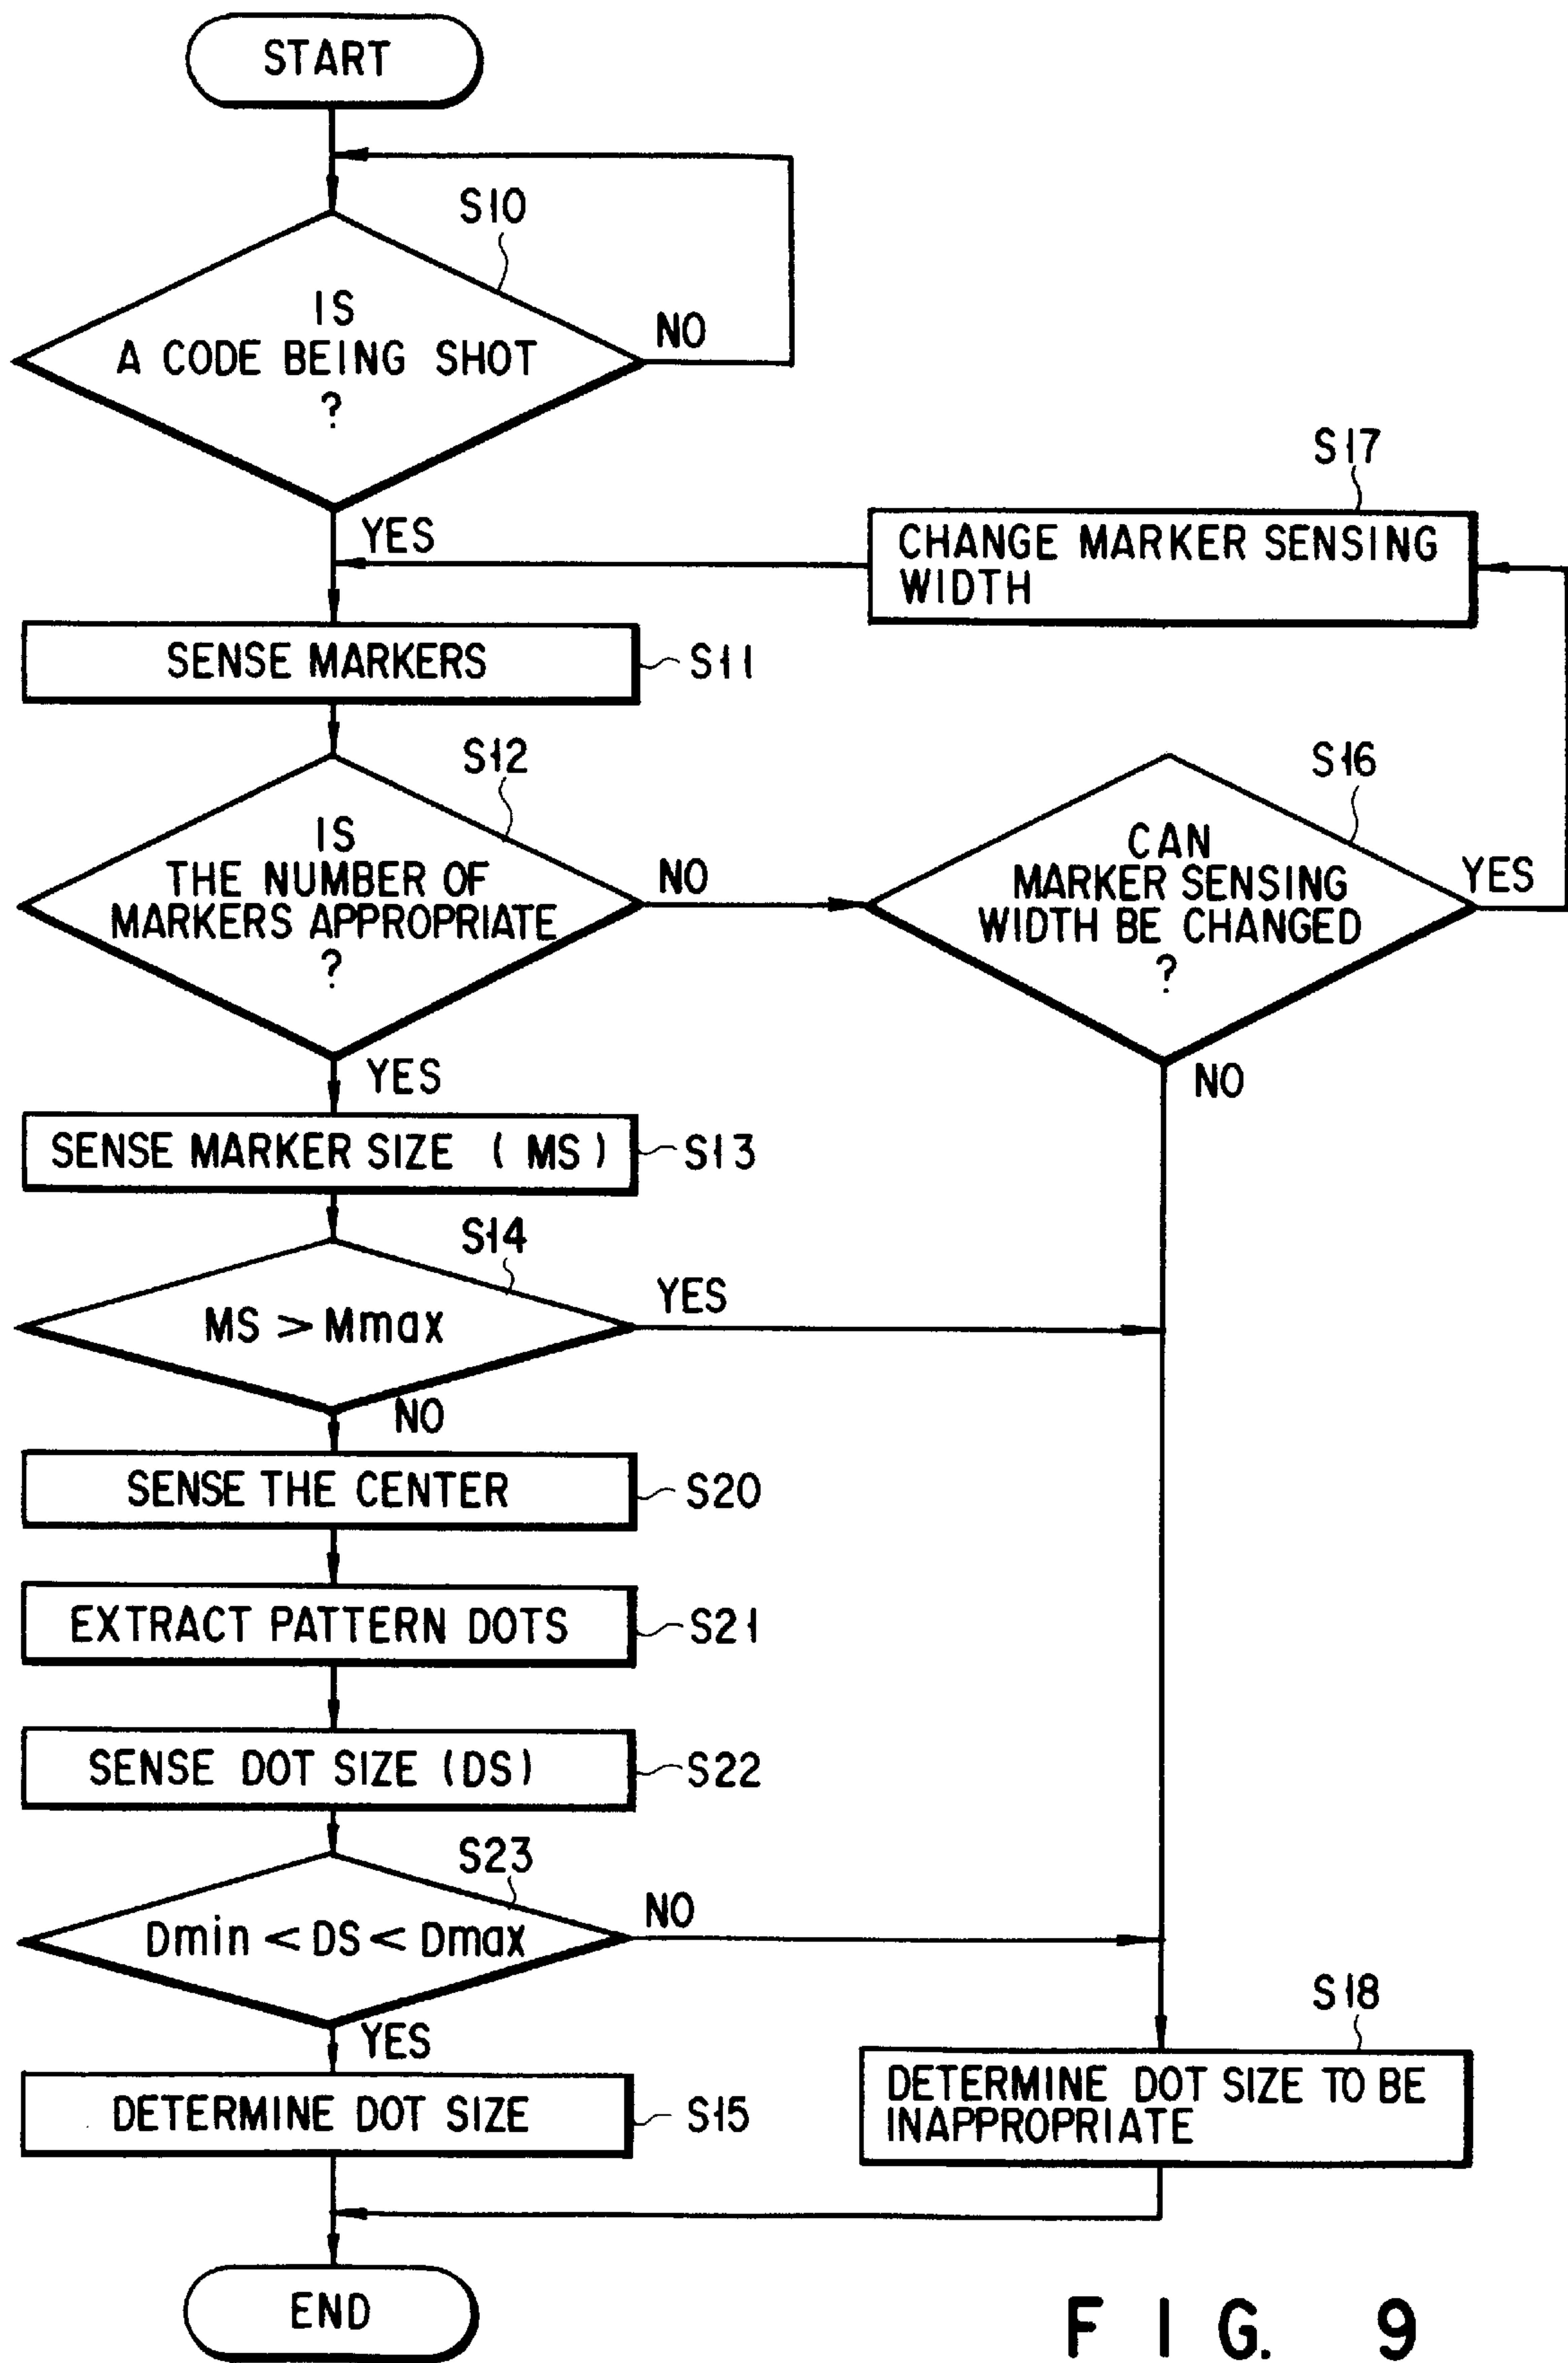 START
S10
IS
A CODE BEING SHOT
?
NO
YES
S17
CHANGE MARKER SENSING
WIDTH
SENSE MARKERS
S11
S12
IS
THE NUMBER OF
MARKERS APPROPRIATE
?
NO
S16
CAN
MARKER SENSING
WIDTH BE CHANGED
?
YES
NO
YES
SENSE MARKER SIZE (MS)
S13
S14
MS > Mmax
YES
NO
SENSE THE CENTER
S20
EXTRACT PATTERN DOTS
S21
SENSE DOT SIZE (DS)
S22
S23
Dmin < DS < Dmax
NO
YES
DETERMINE DOT SIZE
S15
S18
DETERMINE DOT SIZE TO BE
INAPPROPRIATE
END
FIG. 9